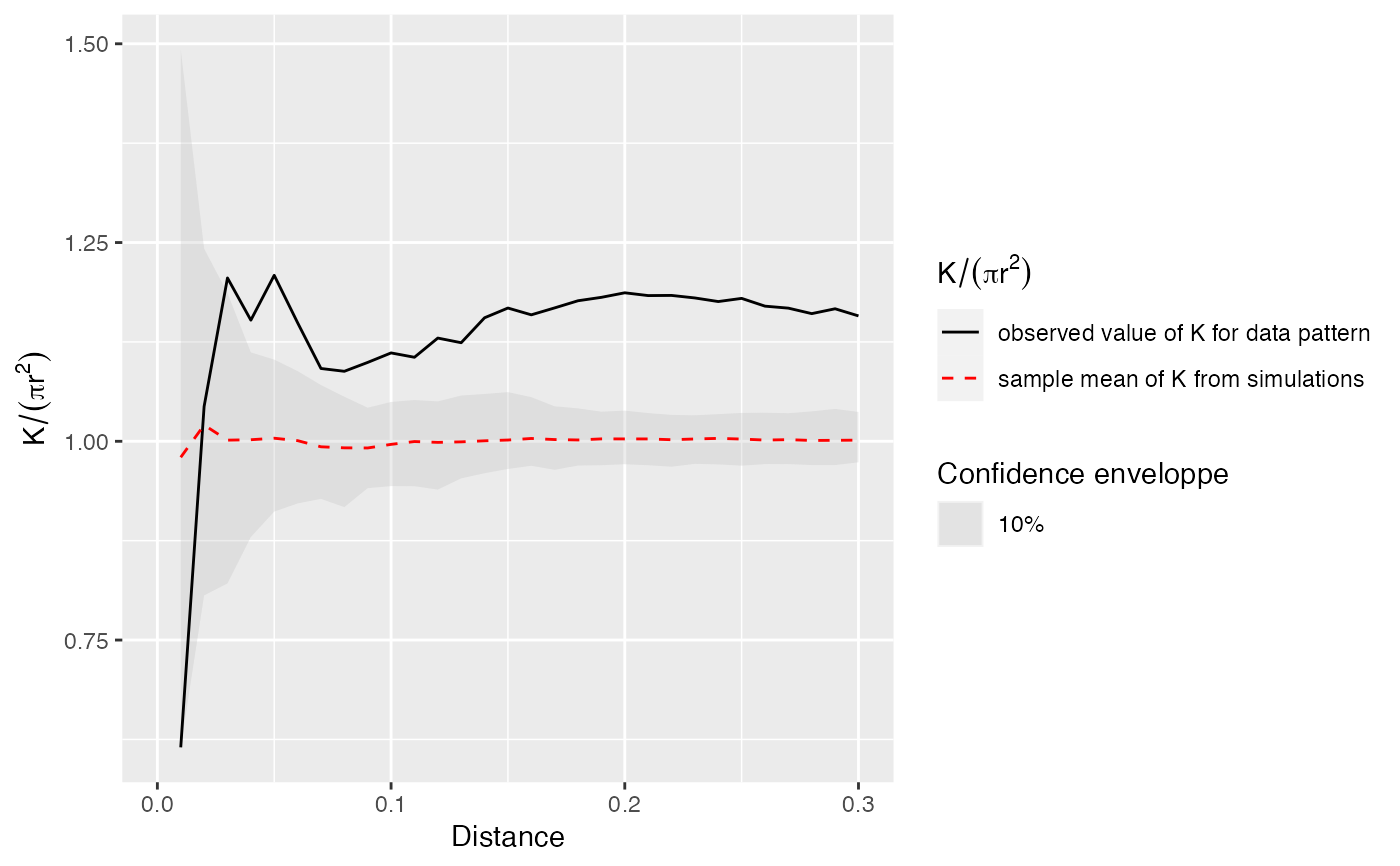 1.50
1.25
1.00
0.75
K/(πr²)
0.0 0.1 0.2 0.3
Distance
K/(πr²)
observed value of K for data pattern
sample mean of K from simulations
Confidence enveloppe
10%